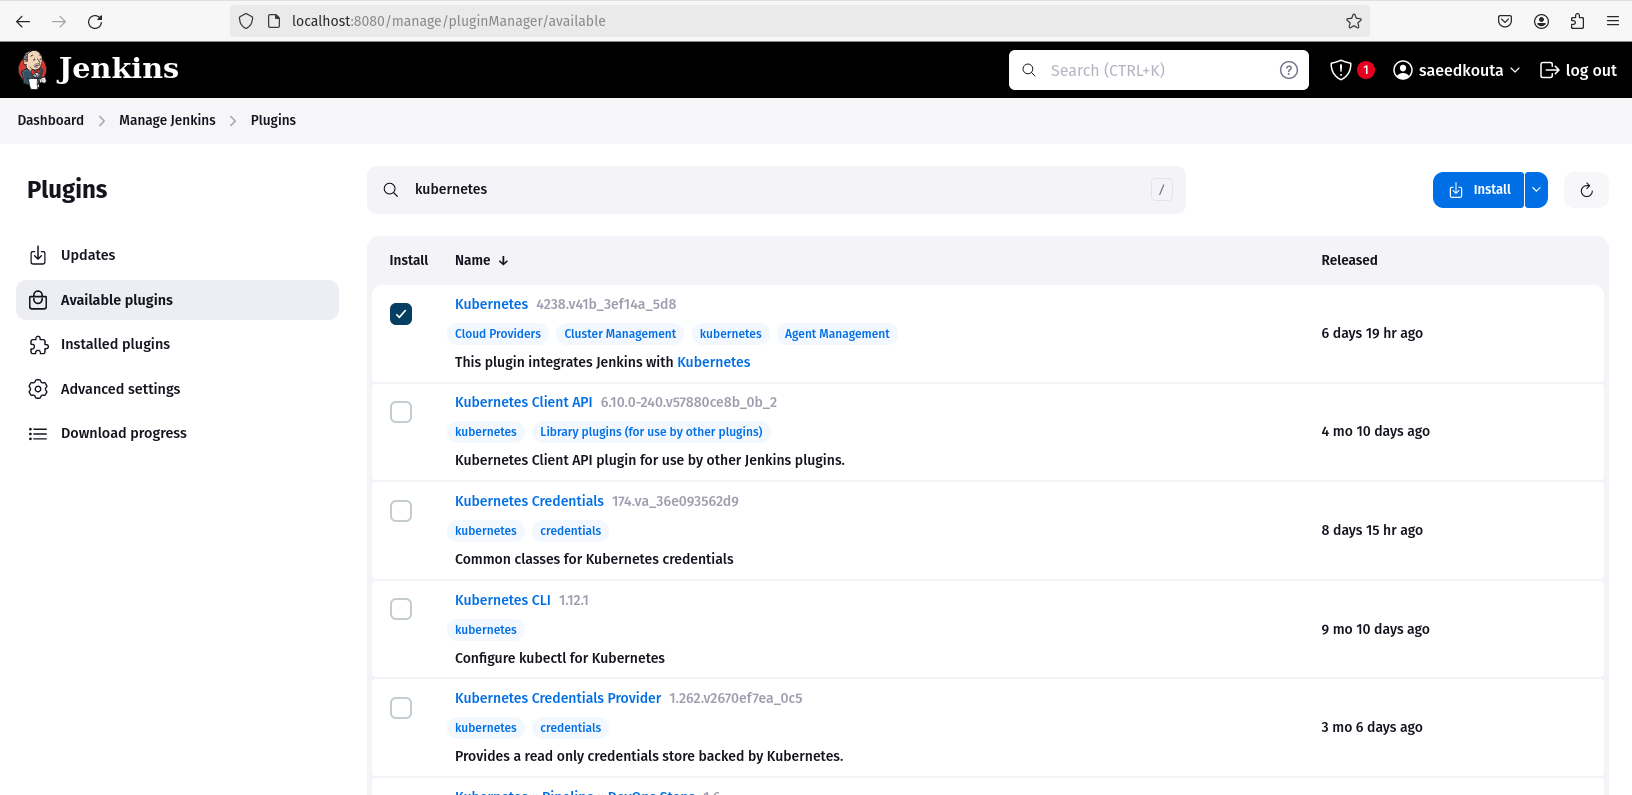 localhost:8080/manage/pluginManager/available
Jenkins
Search (CTRL+K)
?
1
saeedkouta
log out
Dashboard
Manage Jenkins
Plugins
Plugins
kubernetes
/
Install
Updates
Available plugins
Installed plugins
Advanced settings
Download progress
Install
Name ↓
Released
Kubernetes 4238.v41b_3ef14a_5d8
Cloud Providers Cluster Management kubernetes Agent Management
This plugin integrates Jenkins with Kubernetes
6 days 19 hr ago
Kubernetes Client API 6.10.0-240.v57880ce8b_0b_2
kubernetes Library plugins (for use by other plugins)
Kubernetes Client API plugin for use by other Jenkins plugins.
4 mo 10 days ago
Kubernetes Credentials 174.va_36e093562d9
kubernetes credentials
Common classes for Kubernetes credentials
8 days 15 hr ago
Kubernetes CLI 1.12.1
kubernetes
Configure kubectl for Kubernetes
9 mo 10 days ago
Kubernetes Credentials Provider 1.262.v2670ef7ea_0c5
kubernetes credentials
Provides a read only credentials store backed by Kubernetes.
3 mo 6 days ago